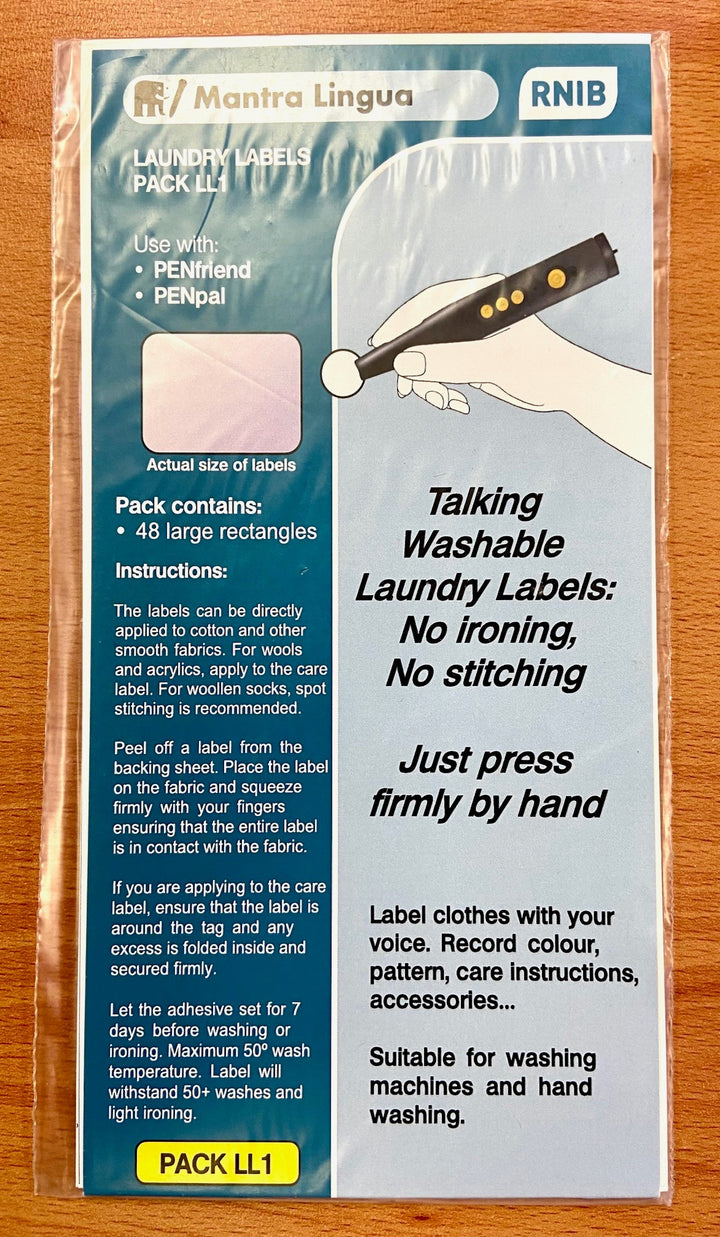 Mantra Lingua
RNIB
LAUNDRY LABELS
PACK LL1
Use with:
• PENfriend
• PENpal
Actual size of labels
Pack contains:
• 48 large rectangles
Instructions:
The labels can be directly
applied to cotton and other
smooth fabrics. For wools
and acrylics, apply to the care
label. For woollen socks, spot
stitching is recommended.
Peel off a label from the
backing sheet. Place the label
on the fabric and squeeze
firmly with your fingers
ensuring that the entire label
is in contact with the fabric.
If you are applying to the care
label, ensure that the label is
around the tag and any
excess is folded inside and
secured firmly.
Let the adhesive set for 7
days before washing or
ironing. Maximum 50º wash
temperature. Label will
withstand 50+ washes and
light ironing.
PACK LL1
Talking
Washable
Laundry Labels:
No ironing,
No stitching
Just press
firmly by hand
Label clothes with your
voice. Record colour,
pattern, care instructions,
accessories...
Suitable for washing
machines and hand
washing.